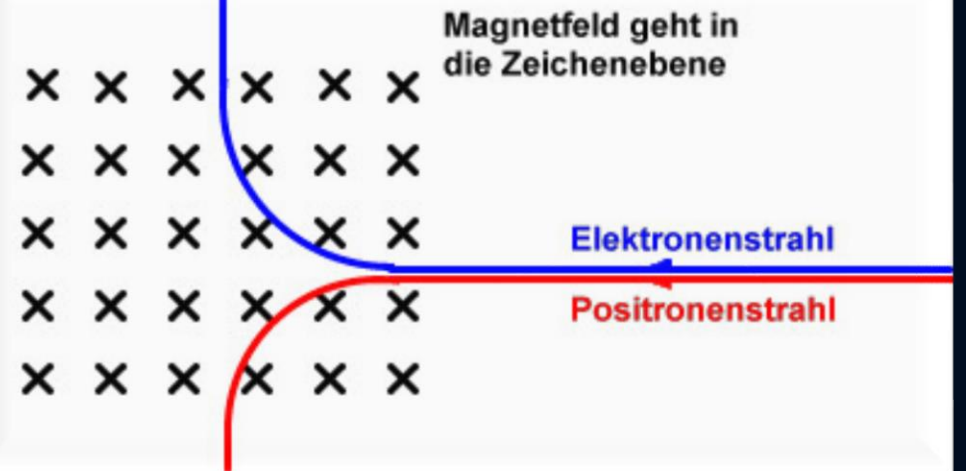 Magnetfeld geht in
die Zeichenebene
Elektronenstrahl
Positronenstrahl